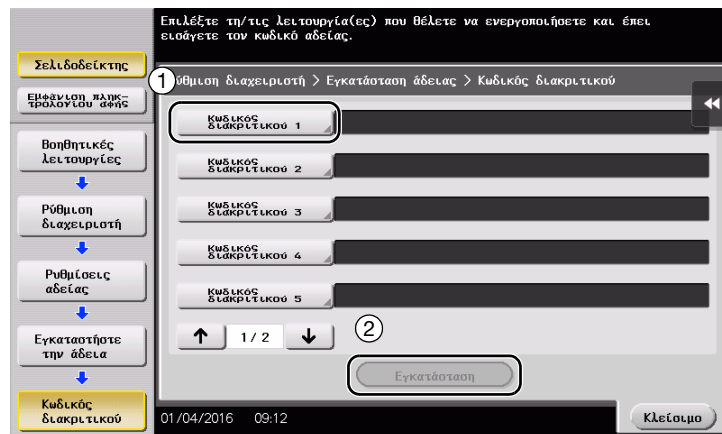 Επιλέξτε τη/τις λειτουργία(ες) που θέλετε να ενεργοποιήσετε και έπει
εισάγετε τον κωδικό αδείας.
Σελιδοδείκτης
Εμφάνιση πληκ-
τρολογίου αφής
Βοηθητικές
λειτουργίες
Ρύθμιση
διαχειριστή
Ρυθμίσεις
αδείας
Εγκαταστήστε
την άδεια
Κωδικός
διακριτικού
1
ύθμιση διαχειριστή > Εγκατάσταση άδειας > Κωδικός διακριτικού
Κωδικός
διακριτικού 1
Κωδικός
διακριτικού 2
Κωδικός
διακριτικού 3
Κωδικός
διακριτικού 4
Κωδικός
διακριτικού 5
↑ 1/ 2 ↓
2
Εγκατάσταση
01/04/2016 09:12
Κλείσιμο